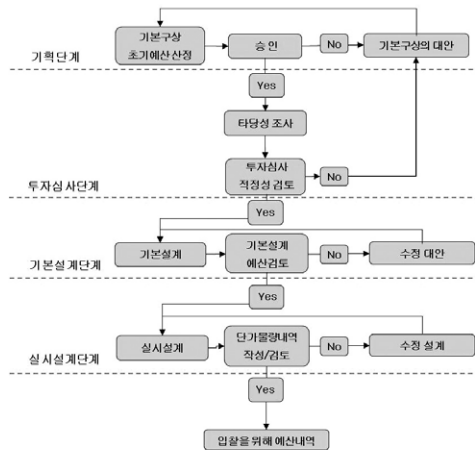 기본구상
초기예산 산정
승 인
No
기본구상의 대안
기획단계
Yes
타당성 조사
투자심사
적정성 검토
No
투자심사단계
Yes
기본설계
기본설계
예산검토
No
수정 대안
기본설계단계
Yes
실시설계
단가물량내역
작성/검토
No
수정 설계
실시설계단계
Yes
입찰을 위해 예산내역